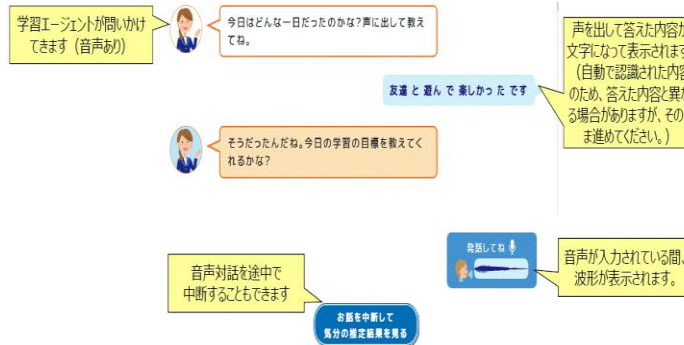 学習エージェントが問いかけ
てきます（音声あり）
今日はどんな一日だったのかな?声に出して教え
てね。
声を出して答えた内容が
文字になって表示されます
（自動で認識された内容
のため、答えた内容と異な
る場合がありますが、その
ま進めてください。）
友達 と 遊ん で 楽しかっ た です
そうだったんだね。今日の学習の目標を教えてく
れるかな?
発話してね
音声が入力されている間、
波形が表示されます。
音声対話を途中で
中断することもできます
お話を中断して
気分の推定結果を見る